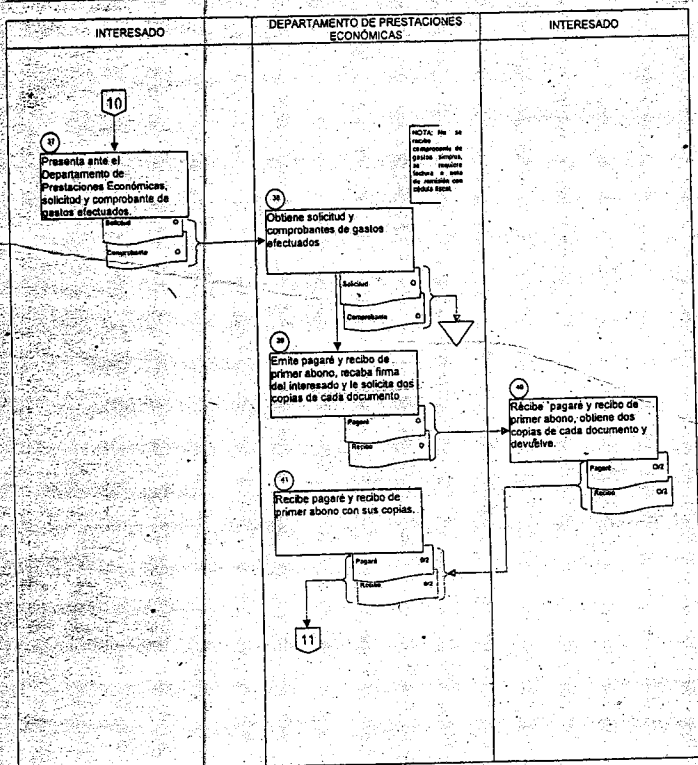 INTERESADO
DEPARTAMENTO DE PRESTACIONES
ECONÓMICAS
INTERESADO
10
37
Presenta ante el
Departamento de
Prestaciones Económicas,
solicitud y comprobante de
gastos efectuados.
Solicitud O
Comprobante O
NOTA: No se
recibe
comprobante de
gastos simples,
se requiere
factura o nota
de remisión con
cédula fiscal.
38
Obtiene solicitud y
comprobantes de gastos
efectuados
Solicitud O
Comprobante O
39
Emite pagaré y recibo de
primer abono, recaba firma
del interesado y le solicita dos
copias de cada documento
Pagaré O
Recibo O
40
Recibe pagaré y recibo de
primer abono, obtiene dos
copias de cada documento y
devuelve.
Pagaré O/2
Recibo O/2
41
Recibe pagaré y recibo de
primer abono con sus copias.
Pagaré O/2
Recibo O/2
11